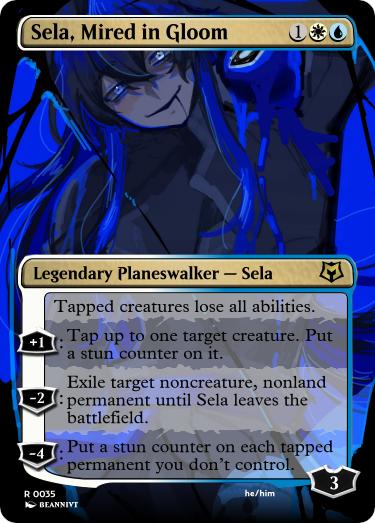 Sela, Mired in Gloom 1
Legendary Planeswalker — Sela
Tapped creatures lose all abilities.
+1: Tap up to one target creature. Put
a stun counter on it.
-2: Exile target noncreature, nonland
permanent until Sela leaves the
battlefield.
-4: Put a stun counter on each tapped
permanent you don't control.
3
R 0035
BEANNIVT
he/him